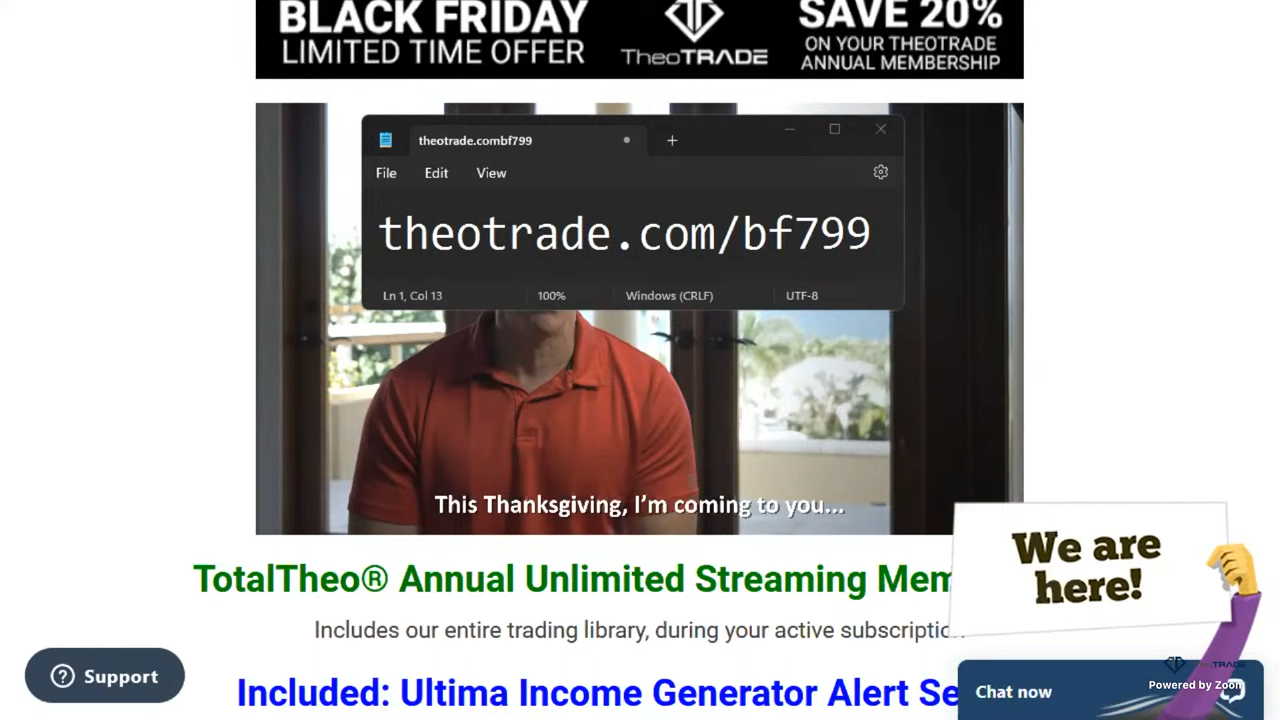 BLACK FRIDAY
LIMITED TIME OFFER
TheoTRADE
SAVE 20%
ON YOUR THEOTRADE
ANNUAL MEMBERSHIP
theotrade.combf799
File Edit View
theotrade.com/bf799
Ln 1, Col 13 100% Windows (CRLF) UTF-8
This Thanksgiving, I'm coming to you...
TotalTheo® Annual Unlimited Streaming Mem
Includes our entire trading library, during your active subscription
Included: Ultima Income Generator Alert Se
We are
here!
Support
Chat now
Powered by Zoom